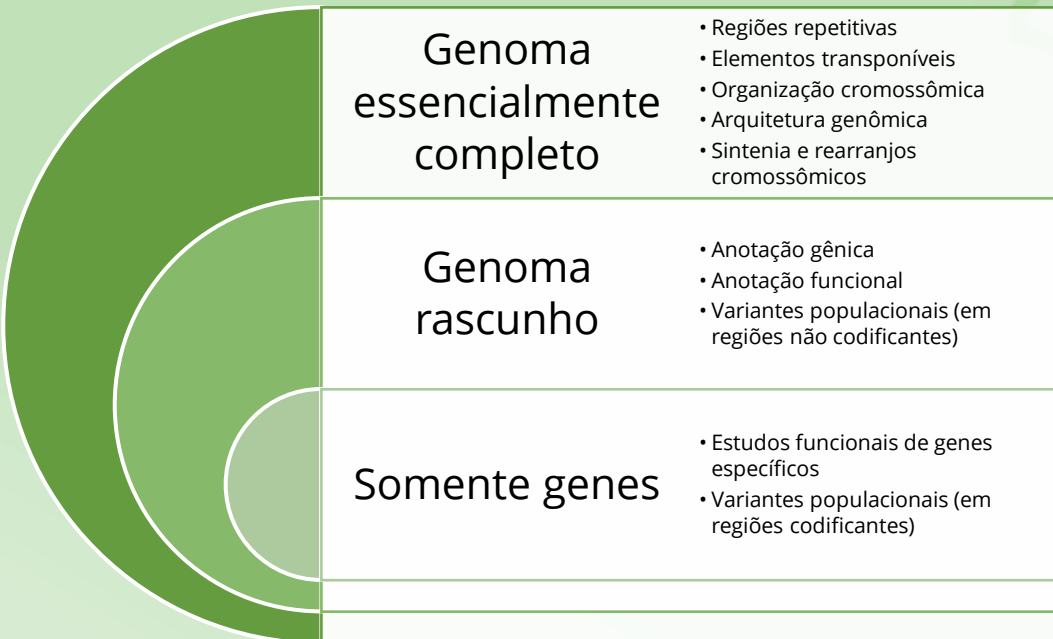 Genoma
essencialmente
completo
• Regiões repetitivas
• Elementos transponíveis
• Organização cromossômica
• Arquitetura genômica
• Sintenia e rearranjos
cromossômicos
Genoma
rascunho
• Anotação gênica
• Anotação funcional
• Variantes populacionais (em
regiões não codificantes)
Somente genes
• Estudos funcionais de genes
específicos
• Variantes populacionais (em
regiões codificantes)